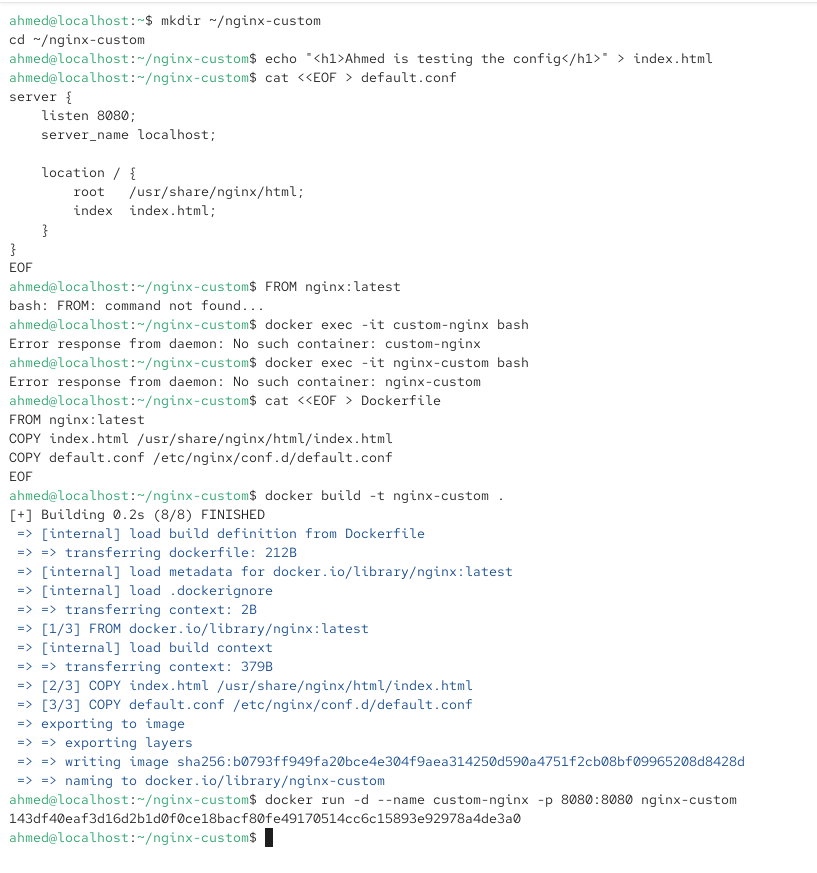 ahmed@localhost:~$ mkdir ~/nginx-custom
cd ~/nginx-custom
ahmed@localhost:~/nginx-custom$ echo "<h1>Ahmed is testing the config</h1>" > index.html
ahmed@localhost:~/nginx-custom$ cat <<EOF > default.conf
server {
    listen 8080;
    server_name localhost;

    location / {
        root   /usr/share/nginx/html;
        index  index.html;
    }
}
EOF
ahmed@localhost:~/nginx-custom$ FROM nginx:latest
bash: FROM: command not found...
ahmed@localhost:~/nginx-custom$ docker exec -it custom-nginx bash
Error response from daemon: No such container: custom-nginx
ahmed@localhost:~/nginx-custom$ docker exec -it nginx-custom bash
Error response from daemon: No such container: nginx-custom
ahmed@localhost:~/nginx-custom$ cat <<EOF > Dockerfile
FROM nginx:latest
COPY index.html /usr/share/nginx/html/index.html
COPY default.conf /etc/nginx/conf.d/default.conf
EOF
ahmed@localhost:~/nginx-custom$ docker build -t nginx-custom .
[+] Building 0.2s (8/8) FINISHED
 => [internal] load build definition from Dockerfile
 => => transferring dockerfile: 212B
 => [internal] load metadata for docker.io/library/nginx:latest
 => [internal] load .dockerignore
 => => transferring context: 2B
 => [1/3] FROM docker.io/library/nginx:latest
 => [internal] load build context
 => => transferring context: 379B
 => [2/3] COPY index.html /usr/share/nginx/html/index.html
 => [3/3] COPY default.conf /etc/nginx/conf.d/default.conf
 => exporting to image
 => => exporting layers
 => => writing image sha256:b0793ff949fa20bce4e304f9aea314250d590a4751f2cb08bf09965208d8428d
 => => naming to docker.io/library/nginx-custom
ahmed@localhost:~/nginx-custom$ docker run -d --name custom-nginx -p 8080:8080 nginx-custom
143df40eaf3d16d2b1d0f0ce18bacf80fe49170514cc6c15893e92978a4de3a0
ahmed@localhost:~/nginx-custom$